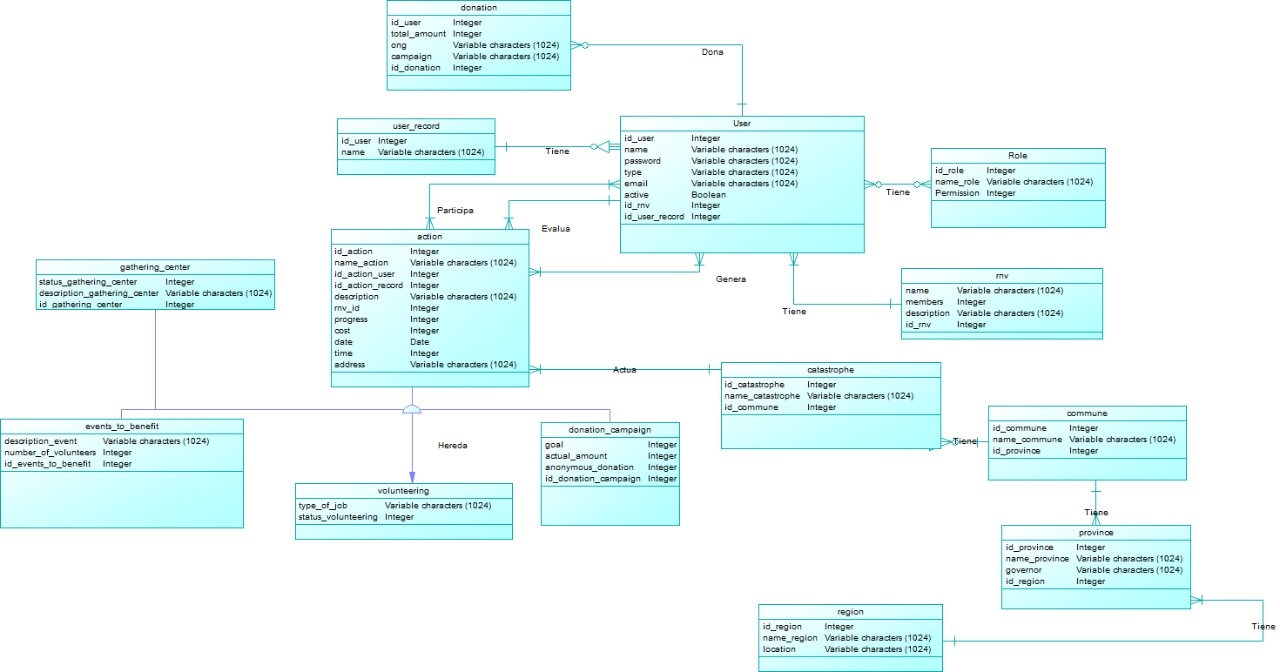 donation
id_user Integer
total_amount Integer
ong Variable characters (1024)
campaign Variable characters (1024)
id_donation Integer
Dona
user_record
id_user Integer
name Variable characters (1024)
Tiene
User
id_user Integer
name Variable characters (1024)
password Variable characters (1024)
type Variable characters (1024)
email Variable characters (1024)
active Boolean
id_rnv Integer
id_user_record Integer
Tiene
Role
id_role Integer
name_role Variable characters (1024)
Permission Integer
Participa
Evalua
Genera
action
id_action Integer
name_action Variable characters (1024)
id_action_user Integer
id_action_record Integer
description Variable characters (1024)
rnv_id Integer
progress Integer
cost Integer
date Date
time Integer
address Variable characters (1024)
gathering_center
status_gathering_center Integer
description_gathering_center Variable characters (1024)
id_gathering_center Integer
rnv
name Variable characters (1024)
members Integer
description Variable characters (1024)
id_rnv Integer
Tiene
Actua
catastrophe
id_catastrophe Integer
name_catastrophe Variable characters (1024)
id_commune Integer
Tiene
commune
id_commune Integer
name_commune Variable characters (1024)
id_province Integer
events_to_benefit
description_event Variable characters (1024)
number_of_volunteers Integer
id_events_to_benefit Integer
Hereda
donation_campaign
goal Integer
actual_amount Integer
anonymous_donation Integer
id_donation_campaign Integer
volunteering
type_of_job Variable characters (1024)
status_volunteering Integer
Tiene
province
id_province Integer
name_province Variable characters (1024)
governor Variable characters (1024)
id_region Integer
Tiene
region
id_region Integer
name_region Variable characters (1024)
location Variable characters (1024)